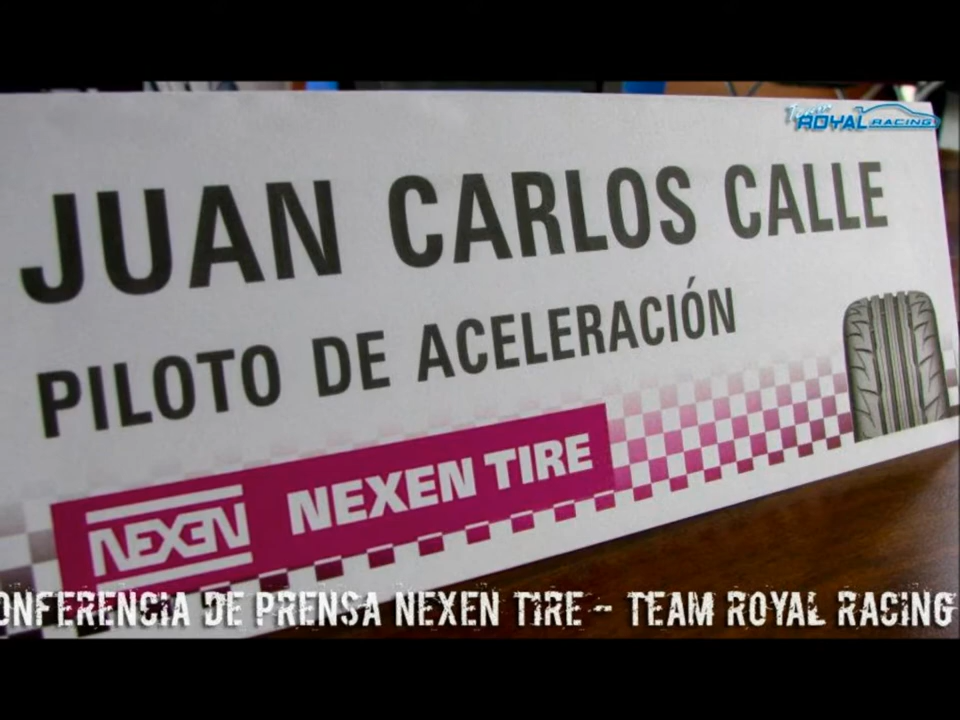 Team
ROYAL RACING
JUAN CARLOS CALLE
PILOTO DE ACELERACIÓN
NEXEN NEXEN TIRE
ONFERENCIA DE PRENSA NEXEN TIRE - TEAM ROYAL RACING